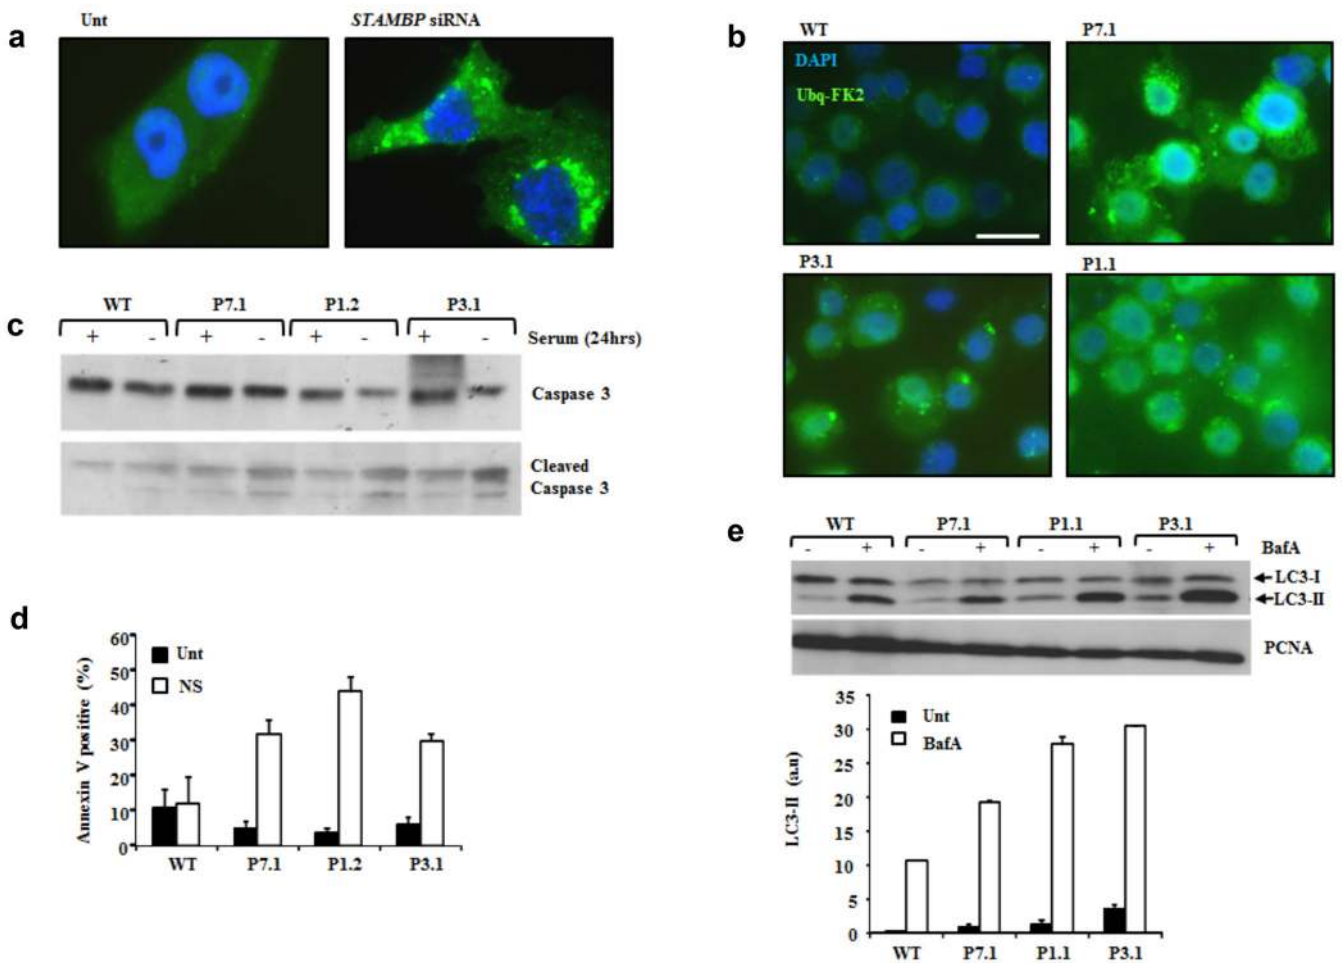 a
Unt
STAMBP siRNA
b
WT
P7.1
DAPI
Ubq-FK2
P3.1
P1.1
c
WT P7.1 P1.2 P3.1
+ - + - + - + - Serum (24hrs)
Caspase 3
Cleaved
Caspase 3
d
Annexin V positive (%)
60
50
40
30
20
10
0
Unt
NS
WT P7.1 P1.2 P3.1
e
WT P7.1 P1.1 P3.1
- + - + - + - + BafA
LC3-I
LC3-II
PCNA
LC3-II (a.u)
35
30
25
20
15
10
5
0
Unt
BafA
WT P7.1 P1.1 P3.1